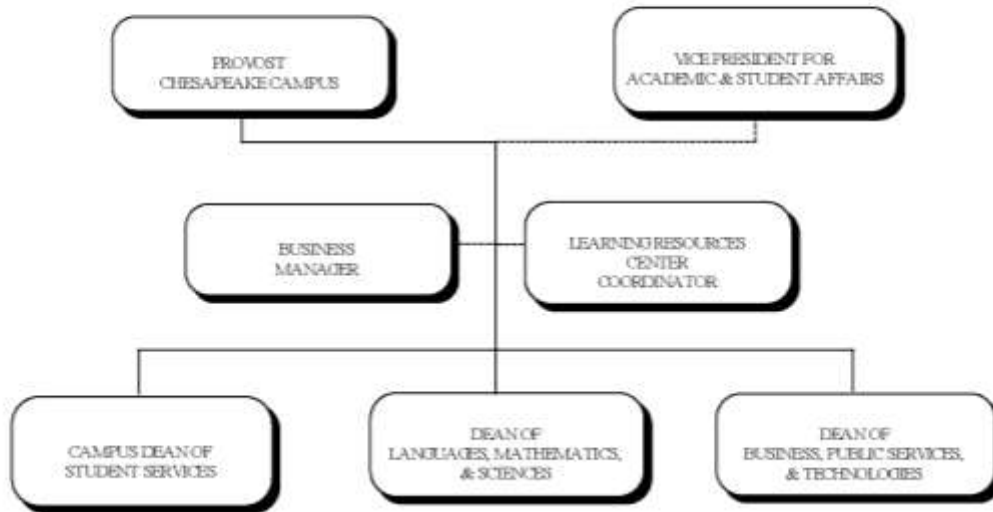 PROVOST
CHESAPEAKE CAMPUS
VICE PRESIDENT FOR
ACADEMIC & STUDENT AFFAIRS
BUSINESS
MANAGER
LEARNING RESOURCES
CENTER
COORDINATOR
CAMPUS DEAN OF
STUDENT SERVICES
DEAN OF
LANGUAGES, MATHEMATICS,
& SCIENCES
DEAN OF
BUSINESS, PUBLIC SERVICES,
& TECHNOLOGIES